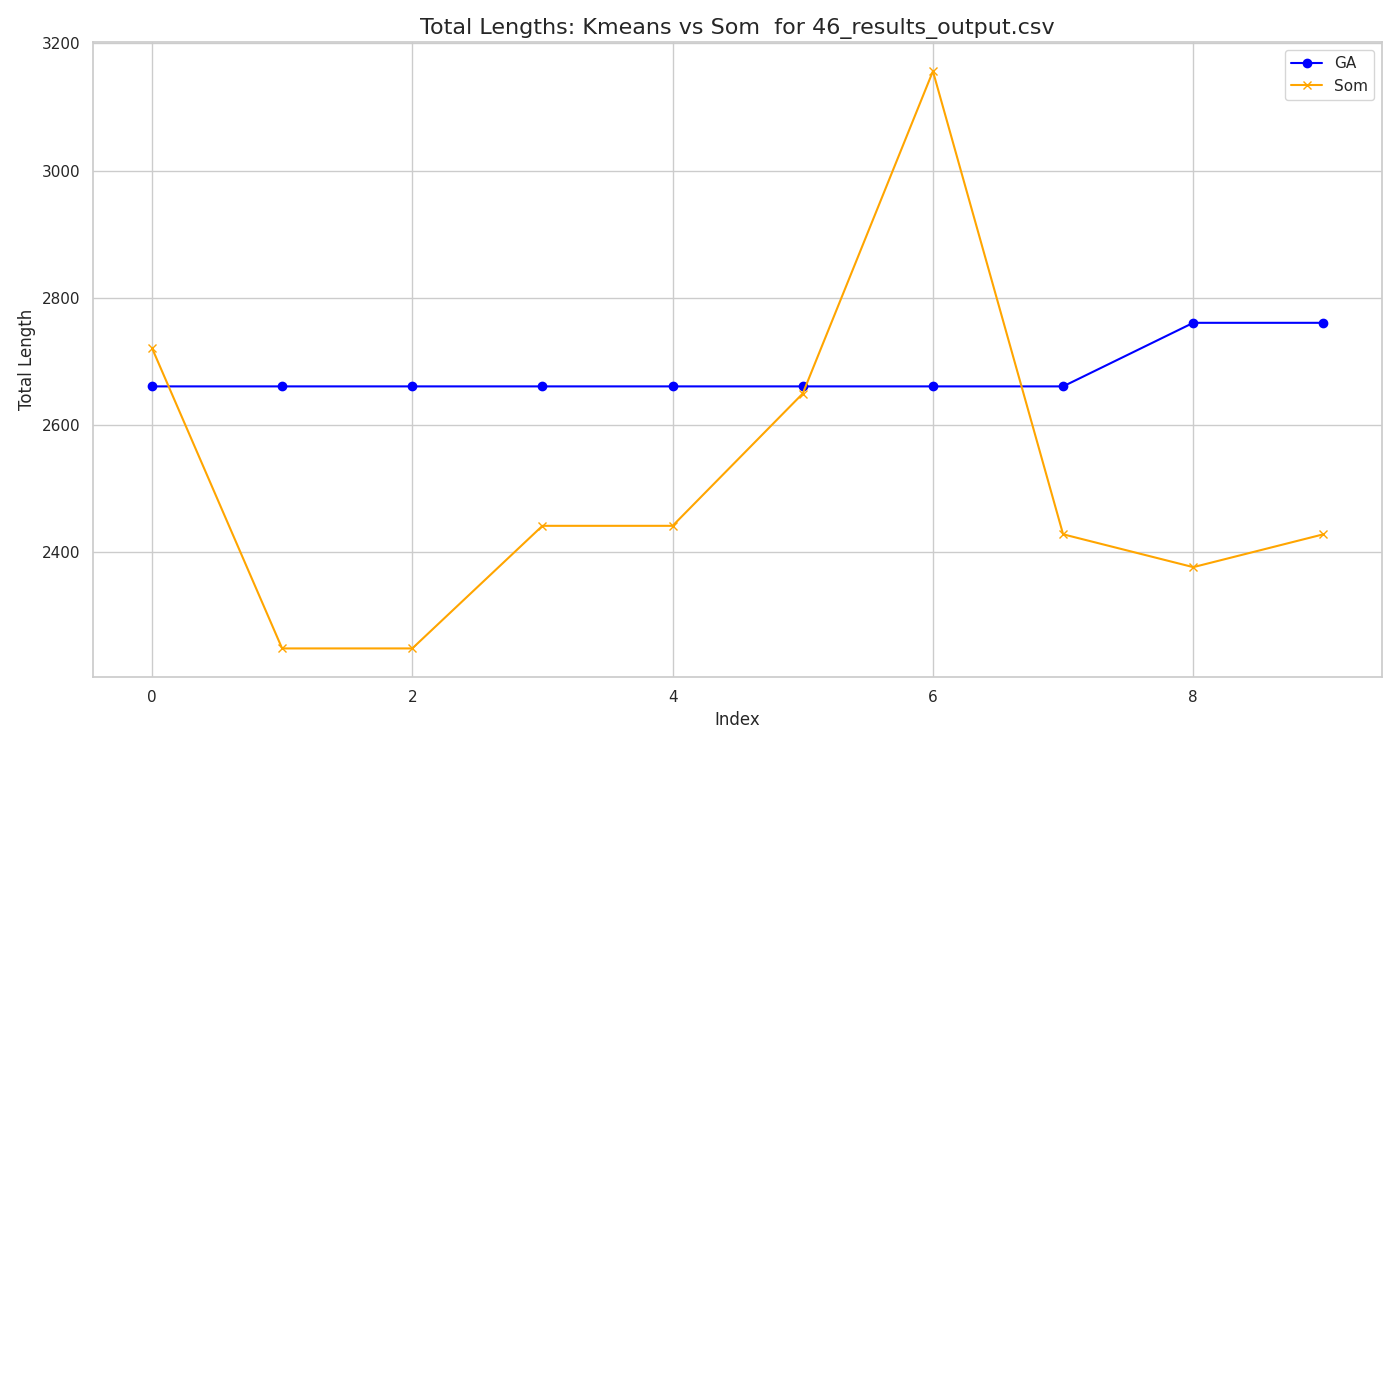 Total Lengths: Kmeans vs Som  for 46_results_output.csv
GA
Som
Total Length
3200
3000
2800
2600
2400
0 2 4 6 8
Index